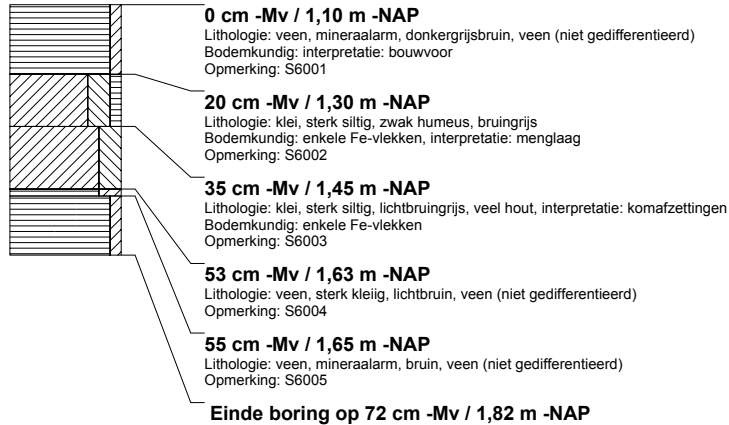 0 cm -Mv / 1,10 m -NAP
Lithologie: veen, mineraalarm, donkergrijsbruin, veen (niet gedifferentieerd)
Bodemkundig: interpretatie: bouwvoor
Opmerking: S6001
20 cm -Mv / 1,30 m -NAP
Lithologie: klei, sterk siltig, zwak humeus, bruingrijs
Bodemkundig: enkele Fe-vlekken, interpretatie: menglaag
Opmerking: S6002
35 cm -Mv / 1,45 m -NAP
Lithologie: klei, sterk siltig, lichtbruingrijs, veel hout, interpretatie: komafzettingen
Bodemkundig: enkele Fe-vlekken
Opmerking: S6003
53 cm -Mv / 1,63 m -NAP
Lithologie: veen, sterk kleiig, lichtbruin, veen (niet gedifferentieerd)
Opmerking: S6004
55 cm -Mv / 1,65 m -NAP
Lithologie: veen, mineraalarm, bruin, veen (niet gedifferentieerd)
Opmerking: S6005
Einde boring op 72 cm -Mv / 1,82 m -NAP